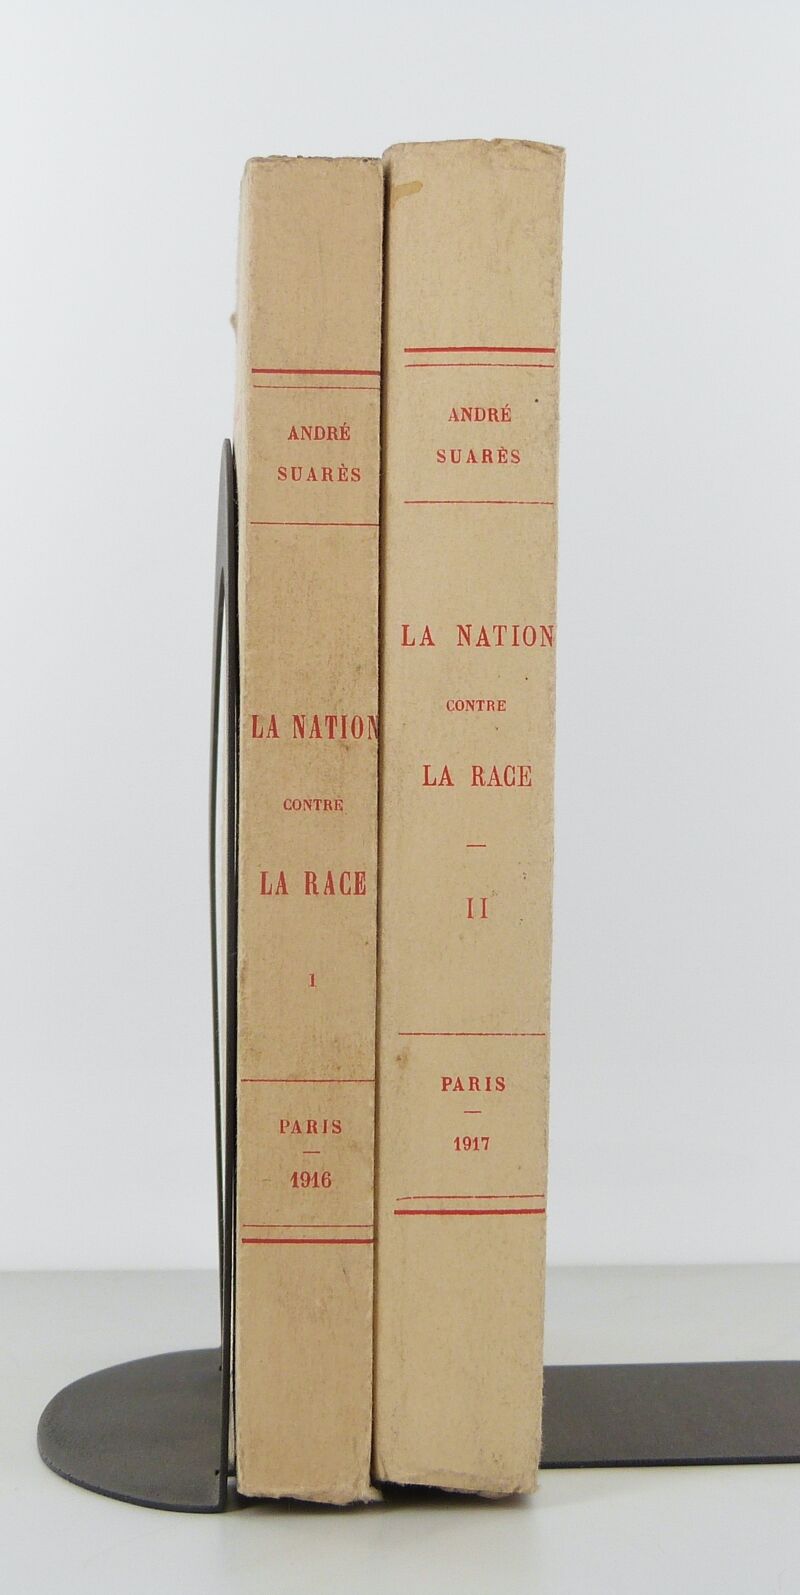 ANDRÉ
SUARÈS
LA NATION
CONTRE
LA RACE
I
PARIS
1916
ANDRÉ
SUARÈS
LA NATION
CONTRE
LA RACE
II
PARIS
1917